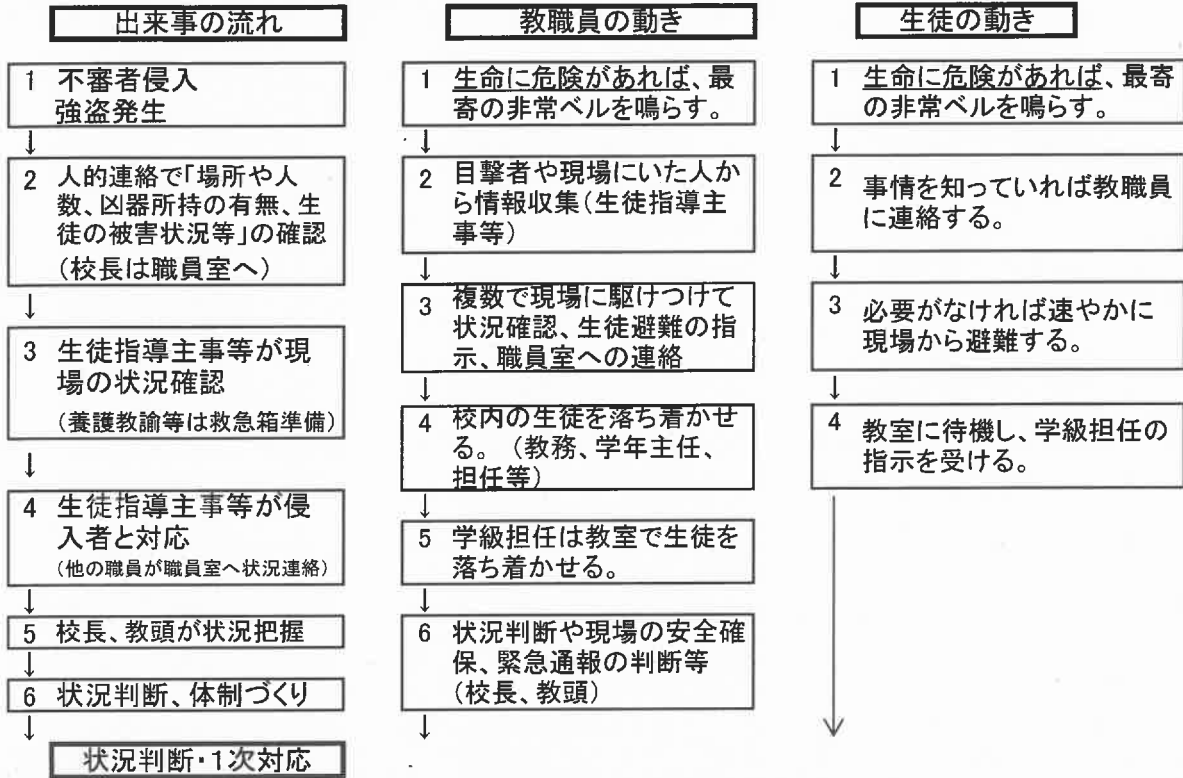 出来事の流れ
1 不審者侵入
強盗発生
↓
2 人的連絡で「場所や人
数、凶器所持の有無、生
徒の被害状況等」の確認
(校長は職員室へ)
↓
3 生徒指導主事等が現
場の状況確認
(養護教諭等は救急箱準備)
↓
4 生徒指導主事等が侵
入者と対応
(他の職員が職員室へ状況連絡)
↓
5 校長、教頭が状況把握
↓
6 状況判断、体制づくり
↓
状況判断・1次対応
教職員の動き
1 生命に危険があれば、最
寄の非常ベルを鳴らす。
↓
2 目撃者や現場にいた人か
ら情報収集(生徒指導主
事等)
↓
3 複数で現場に駆けつけて
状況確認、生徒避難の指
示、職員室への連絡
↓
4 校内の生徒を落ち着かせ
る。(教務、学年主任、
担任等)
↓
5 学級担任は教室で生徒を
落ち着かせる。
↓
6 状況判断や現場の安全確
保、緊急通報の判断等
(校長、教頭)
↓
生徒の動き
1 生命に危険があれば、最寄
の非常ベルを鳴らす。
↓
2 事情を知っていれば教職員
に連絡する。
↓
3 必要がなければ速やかに
現場から避難する。
↓
4 教室に待機し、学級担任の
指示を受ける。